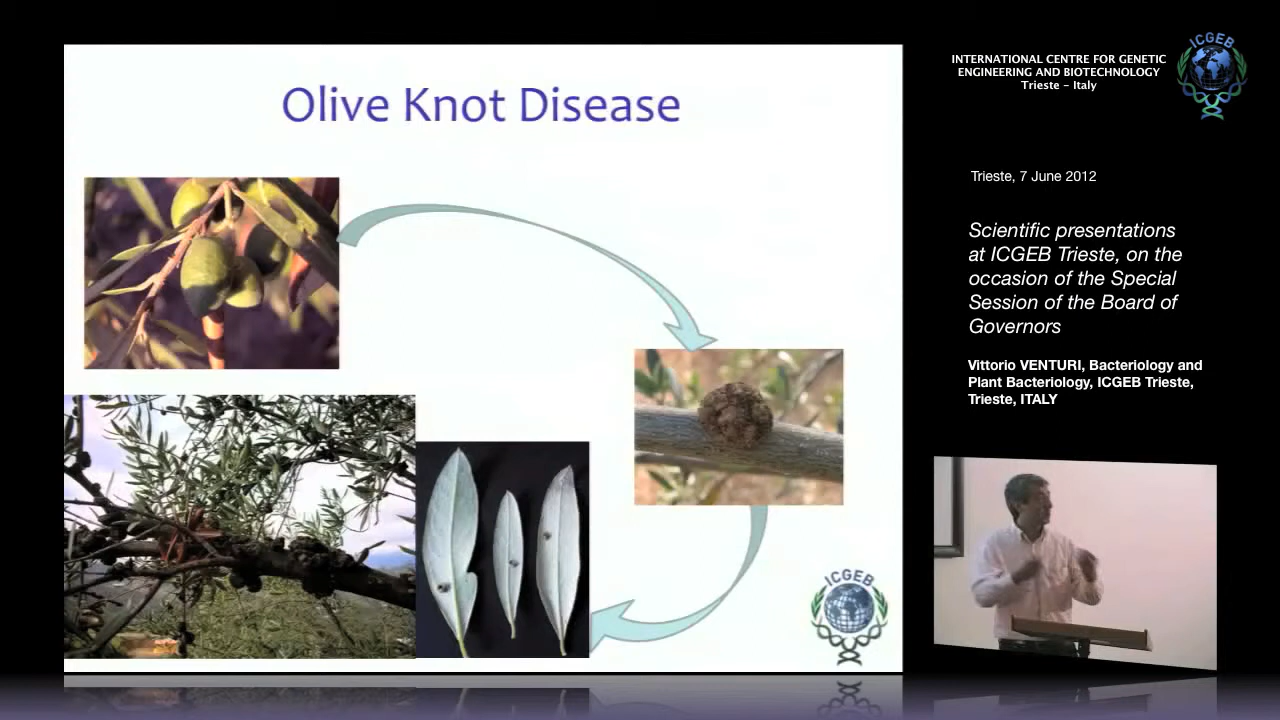 Olive Knot Disease
ICGEB
INTERNATIONAL CENTRE FOR GENETIC
ENGINEERING AND BIOTECHNOLOGY
Trieste - Italy
ICGEB
Trieste, 7 June 2012
Scientific presentations
at ICGEB Trieste, on the
occasion of the Special
Session of the Board of
Governors
Vittorio VENTURI, Bacteriology and
Plant Bacteriology, ICGEB Trieste,
Trieste, ITALY